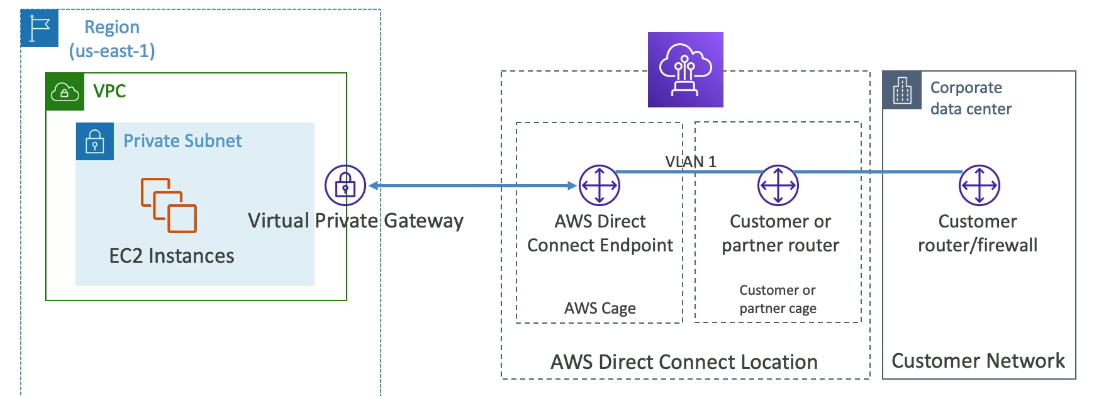 Region
(us-east-1)
VPC
Private Subnet
EC2 Instances
Virtual Private Gateway
VLAN 1
AWS Direct
Connect Endpoint
AWS Cage
Customer or
partner router
Customer or
partner cage
AWS Direct Connect Location
Corporate
data center
Customer
router/firewall
Customer Network